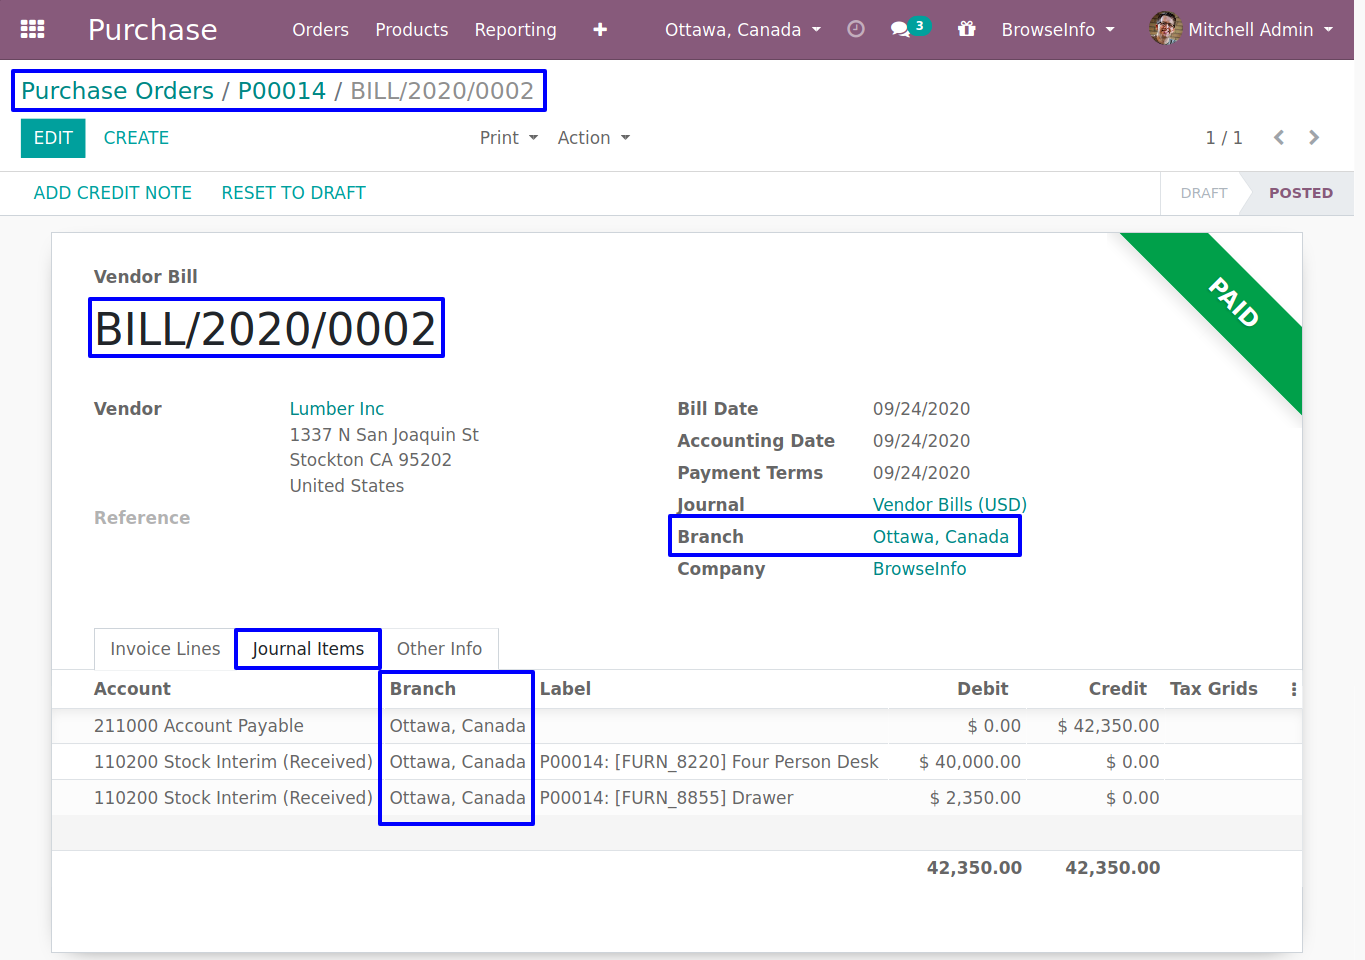 Purchase Orders Products Reporting + Ottawa, Canada 3 BrowseInfo Mitchell Admin
Purchase Orders / P00014 / BILL/2020/0002
EDIT CREATE Print Action 1 / 1
ADD CREDIT NOTE RESET TO DRAFT DRAFT POSTED
PAID
Vendor Bill
BILL/2020/0002
Vendor Lumber Inc
1337 N San Joaquin St
Stockton CA 95202
United States
Reference
Bill Date 09/24/2020
Accounting Date 09/24/2020
Payment Terms 09/24/2020
Journal Vendor Bills (USD)
Branch Ottawa, Canada
Company BrowseInfo
Invoice Lines Journal Items Other Info
Account Branch Label Debit Credit Tax Grids
211000 Account Payable Ottawa, Canada $ 0.00 $ 42,350.00
110200 Stock Interim (Received) Ottawa, Canada P00014: [FURN_8220] Four Person Desk $ 40,000.00 $ 0.00
110200 Stock Interim (Received) Ottawa, Canada P00014: [FURN_8855] Drawer $ 2,350.00 $ 0.00
42,350.00 42,350.00